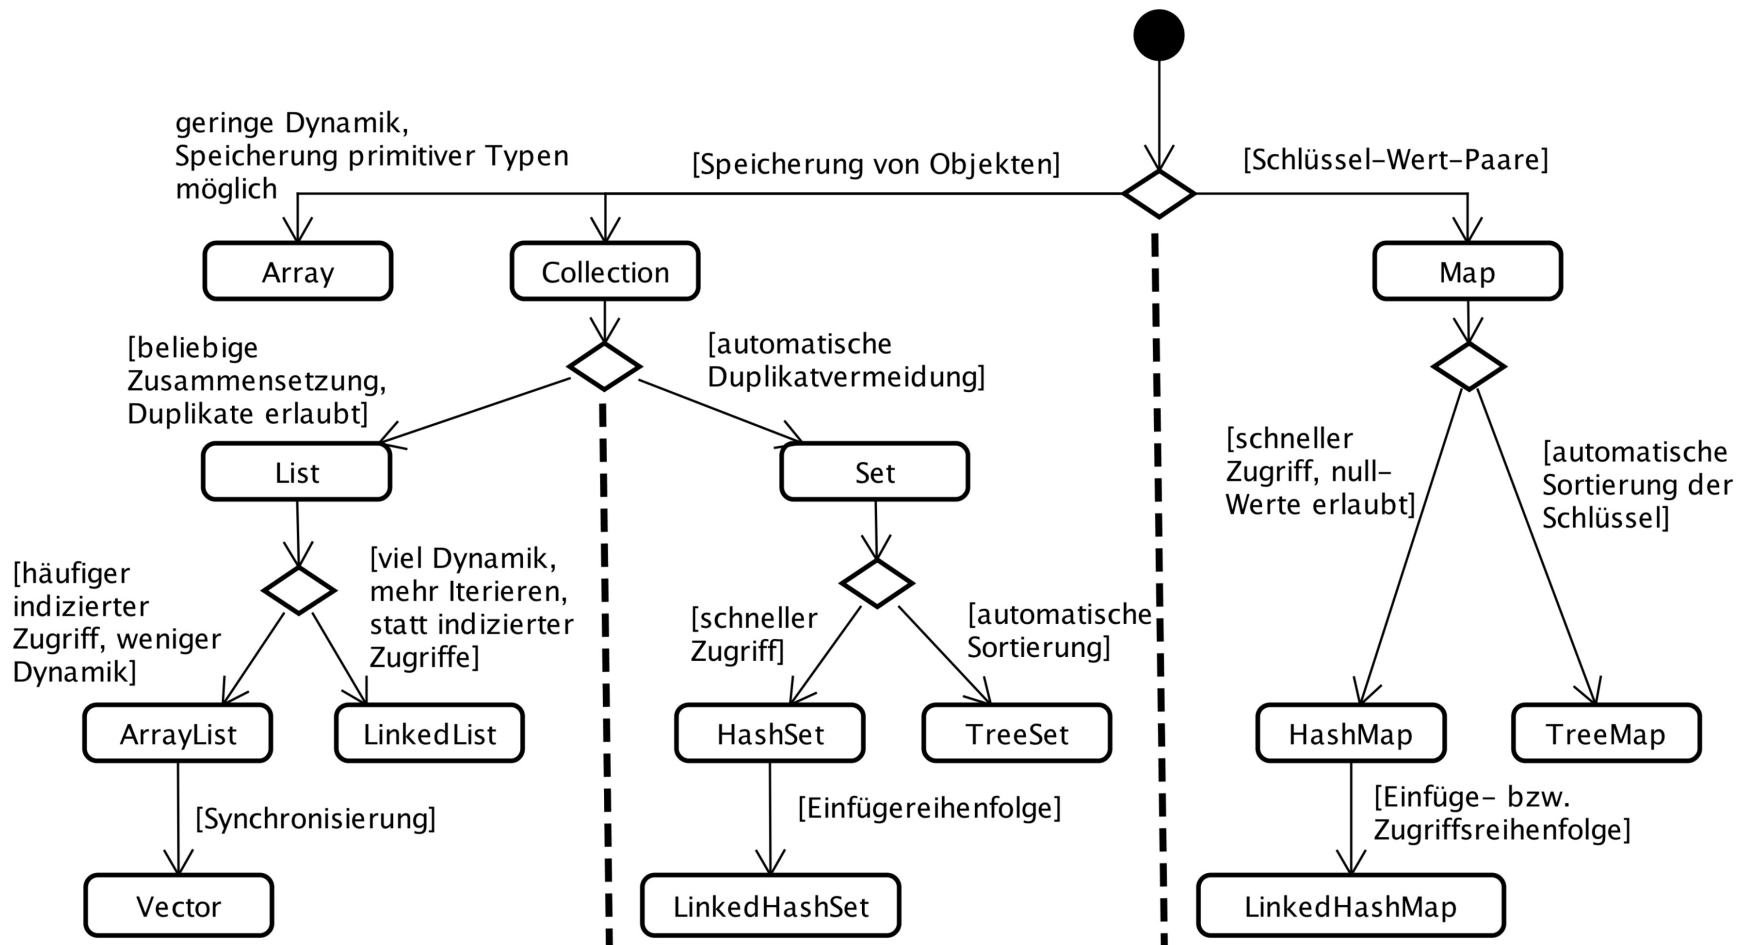 geringe Dynamik,
Speicherung primitiver Typen
möglich
[Speicherung von Objekten]
[Schlüssel-Wert-Paare]
Array
Collection
Map
[beliebige
Zusammensetzung,
Duplikate erlaubt]
[automatische
Duplikatvermeidung]
List
Set
[schneller
Zugriff, null-
Werte erlaubt]
[automatische
Sortierung der
Schlüssel]
[häufiger
indizierter
Zugriff, weniger
Dynamik]
[viel Dynamik,
mehr Iterieren,
statt indizierter
Zugriffe]
[schneller
Zugriff]
[automatische
Sortierung]
ArrayList
LinkedList
HashSet
TreeSet
HashMap
TreeMap
[Synchronisierung]
[Einfügereihenfolge]
[Einfüge- bzw.
Zugriffsreihenfolge]
Vector
LinkedHashSet
LinkedHashMap